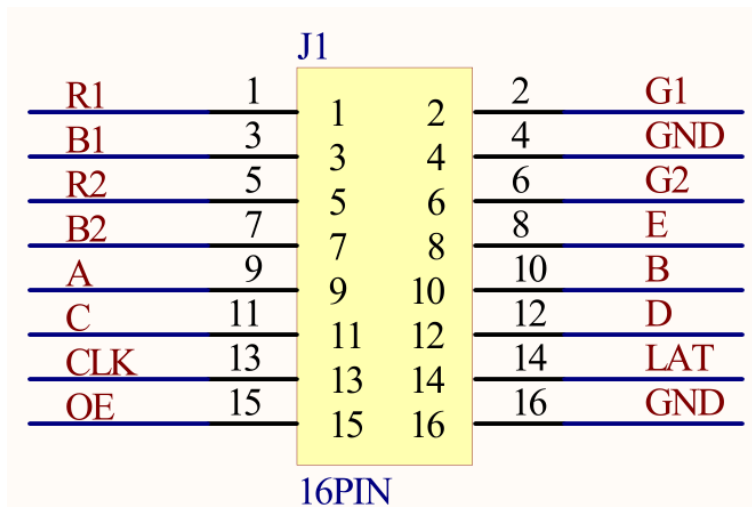 J1
R1 1 1 2 2 G1
B1 3 3 4 4 GND
R2 5 5 6 6 G2
B2 7 7 8 8 E
A 9 9 10 10 B
C 11 11 12 12 D
CLK 13 13 14 14 LAT
OE 15 15 16 16 GND
16PIN